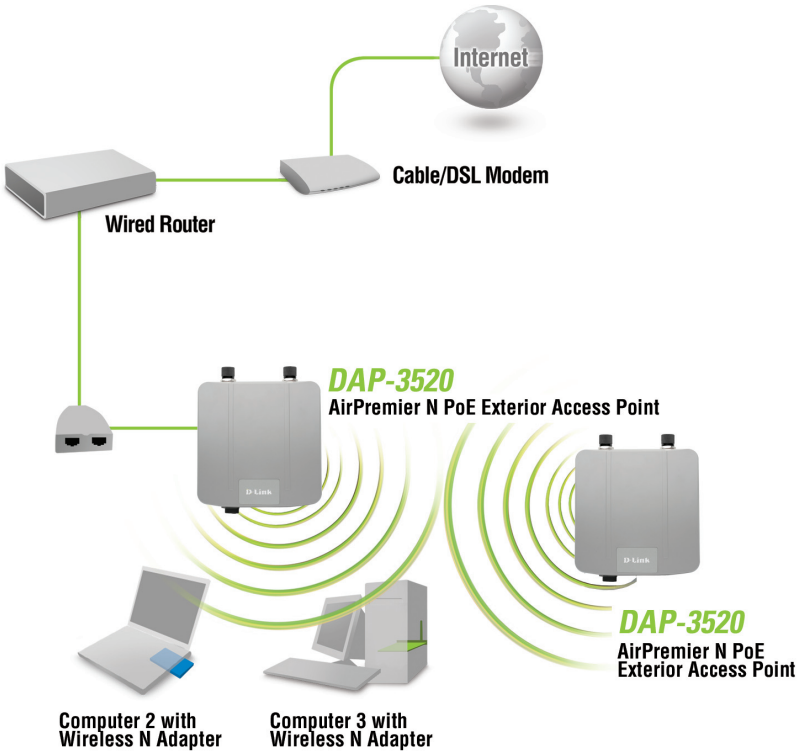 Internet
Cable/DSL Modem
Wired Router
DAP-3520
AirPremier N PoE Exterior Access Point
D-Link
D-Link
DAP-3520
AirPremier N PoE
Exterior Access Point
Computer 2 with
Wireless N Adapter
Computer 3 with
Wireless N Adapter